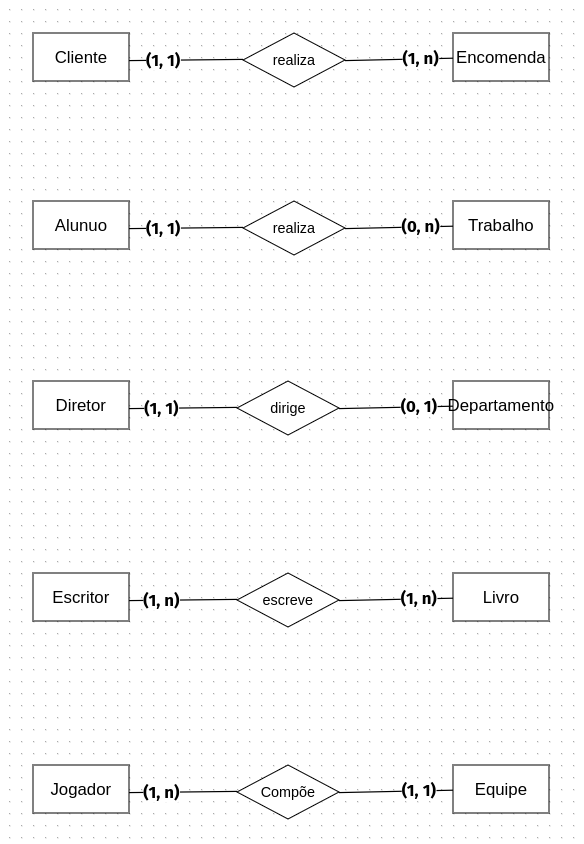 Cliente (1, 1) realiza (1, n) Encomenda
Alunuo (1, 1) realiza (0, n) Trabalho
Diretor (1, 1) dirige (0, 1) Departamento
Escritor (1, n) escreve (1, n) Livro
Jogador (1, n) Compõe (1, 1) Equipe